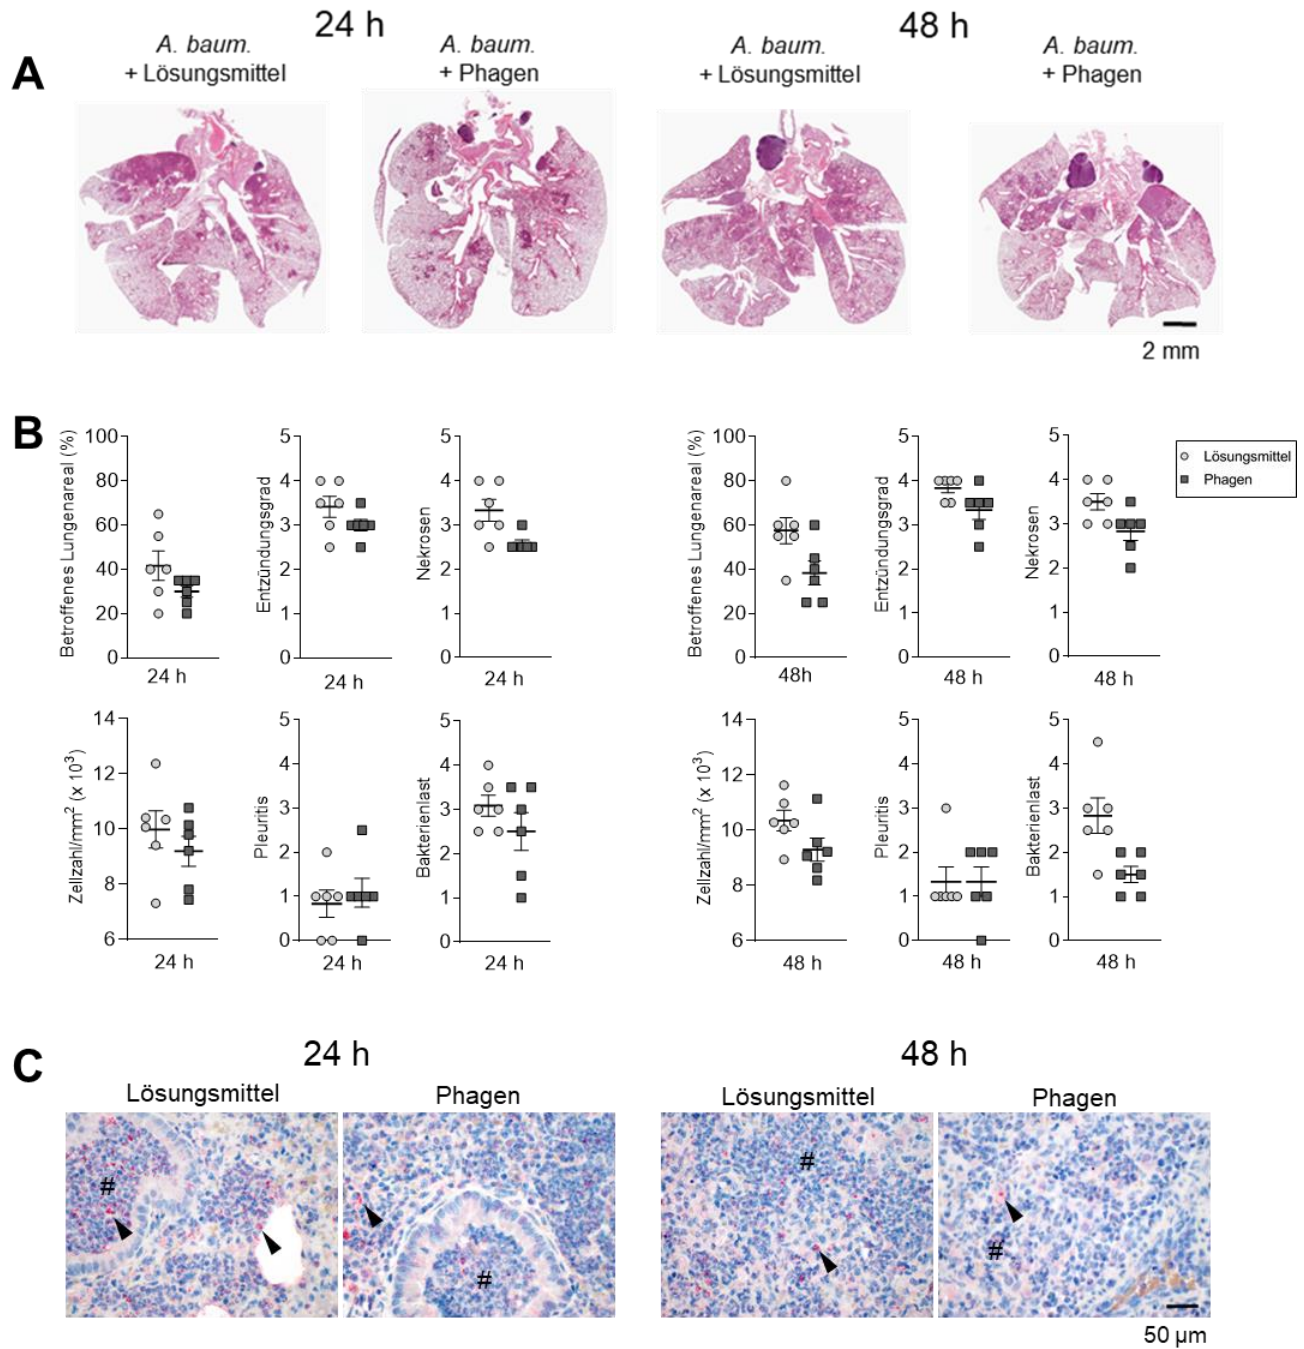 24 h
48 h
A
A. baum.
+ Lösungsmittel
A. baum.
+ Phagen
A. baum.
+ Lösungsmittel
A. baum.
+ Phagen
2 mm
B
Betroffenes Lungenareal (%)
100
80
60
40
20
0
24 h
Entzündungsgrad
5
4
3
2
1
0
24 h
Nekrosen
5
4
3
2
1
0
24 h
Betroffenes Lungenareal (%)
100
80
60
40
20
0
48h
Entzündungsgrad
5
4
3
2
1
0
48 h
Nekrosen
5
4
3
2
1
0
48 h
Lösungsmittel
Phagen
Zellzahl/mm² (x 10³)
14
12
10
8
6
24 h
Pleuritis
5
4
3
2
1
0
24 h
Bakterienlast
5
4
3
2
1
0
24 h
Zellzahl/mm² (x 10³)
14
12
10
8
6
48 h
Pleuritis
5
4
3
2
1
0
48 h
Bakterienlast
5
4
3
2
1
0
48 h
C
24 h
48 h
Lösungsmittel
Phagen
Lösungsmittel
Phagen
#
#
#
#
50 µm